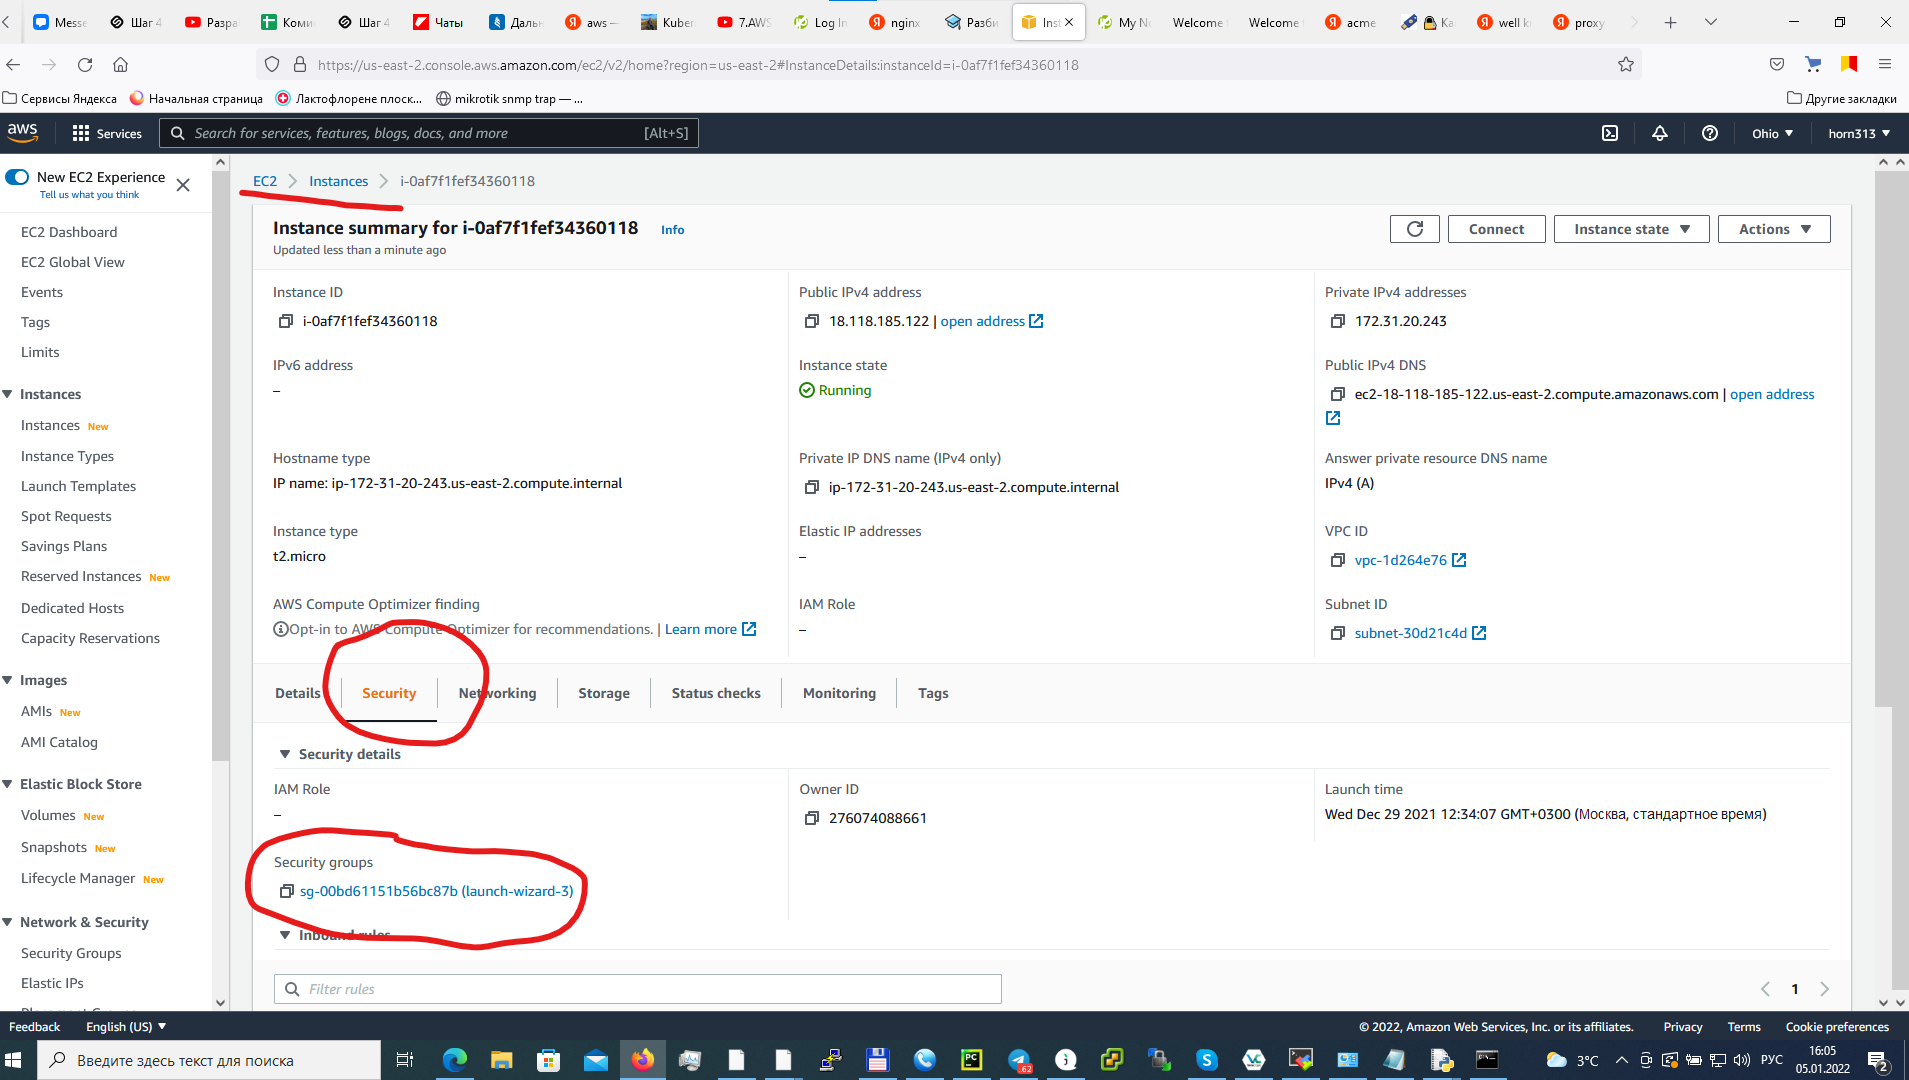 Messe
Шаг 4
Разра
Коми
Шаг 4
Чаты
Даль
aws —
Kuber
7.AWS
Log In
nginx
Разби
Inst
My No
Welcome
Welcome
acme
Ка
well k
proxy
https://us-east-2.console.aws.amazon.com/ec2/v2/home?region=us-east-2#InstanceDetails:instanceId=i-0af7f1fef34360118
Сервисы Яндекса
Начальная страница
Лактофлорене плоск...
mikrotik snmp trap — ...
Другие закладки
aws
Services
Search for services, features, blogs, docs, and more
[Alt+S]
Ohio
horn313
New EC2 Experience
Tell us what you think
EC2 Dashboard
EC2 Global View
Events
Tags
Limits
Instances
Instances New
Instance Types
Launch Templates
Spot Requests
Savings Plans
Reserved Instances New
Dedicated Hosts
Capacity Reservations
Images
AMIs New
AMI Catalog
Elastic Block Store
Volumes New
Snapshots New
Lifecycle Manager New
Network & Security
Security Groups
Elastic IPs
EC2
Instances
i-0af7f1fef34360118
Instance summary for i-0af7f1fef34360118
Info
Updated less than a minute ago
Connect
Instance state
Actions
Instance ID
i-0af7f1fef34360118
Public IPv4 address
18.118.185.122 | open address
Private IPv4 addresses
172.31.20.243
IPv6 address
–
Instance state
Running
Public IPv4 DNS
ec2-18-118-185-122.us-east-2.compute.amazonaws.com | open address
Hostname type
IP name: ip-172-31-20-243.us-east-2.compute.internal
Private IP DNS name (IPv4 only)
ip-172-31-20-243.us-east-2.compute.internal
Answer private resource DNS name
IPv4 (A)
Instance type
t2.micro
Elastic IP addresses
–
VPC ID
vpc-1d264e76
AWS Compute Optimizer finding
Opt-in to AWS Compute Optimizer for recommendations. | Learn more
IAM Role
–
Subnet ID
subnet-30d21c4d
Details
Security
Networking
Storage
Status checks
Monitoring
Tags
Security details
IAM Role
–
Owner ID
276074088661
Launch time
Wed Dec 29 2021 12:34:07 GMT+0300 (Москва, стандартное время)
Security groups
sg-00bd61151b56bc87b (launch-wizard-3)
Inbound rules
Filter rules
1
Feedback
English (US)
© 2022, Amazon Web Services, Inc. or its affiliates.
Privacy
Terms
Cookie preferences
Введите здесь текст для поиска
PC
62
3°C
РУС
16:05
05.01.2022
2